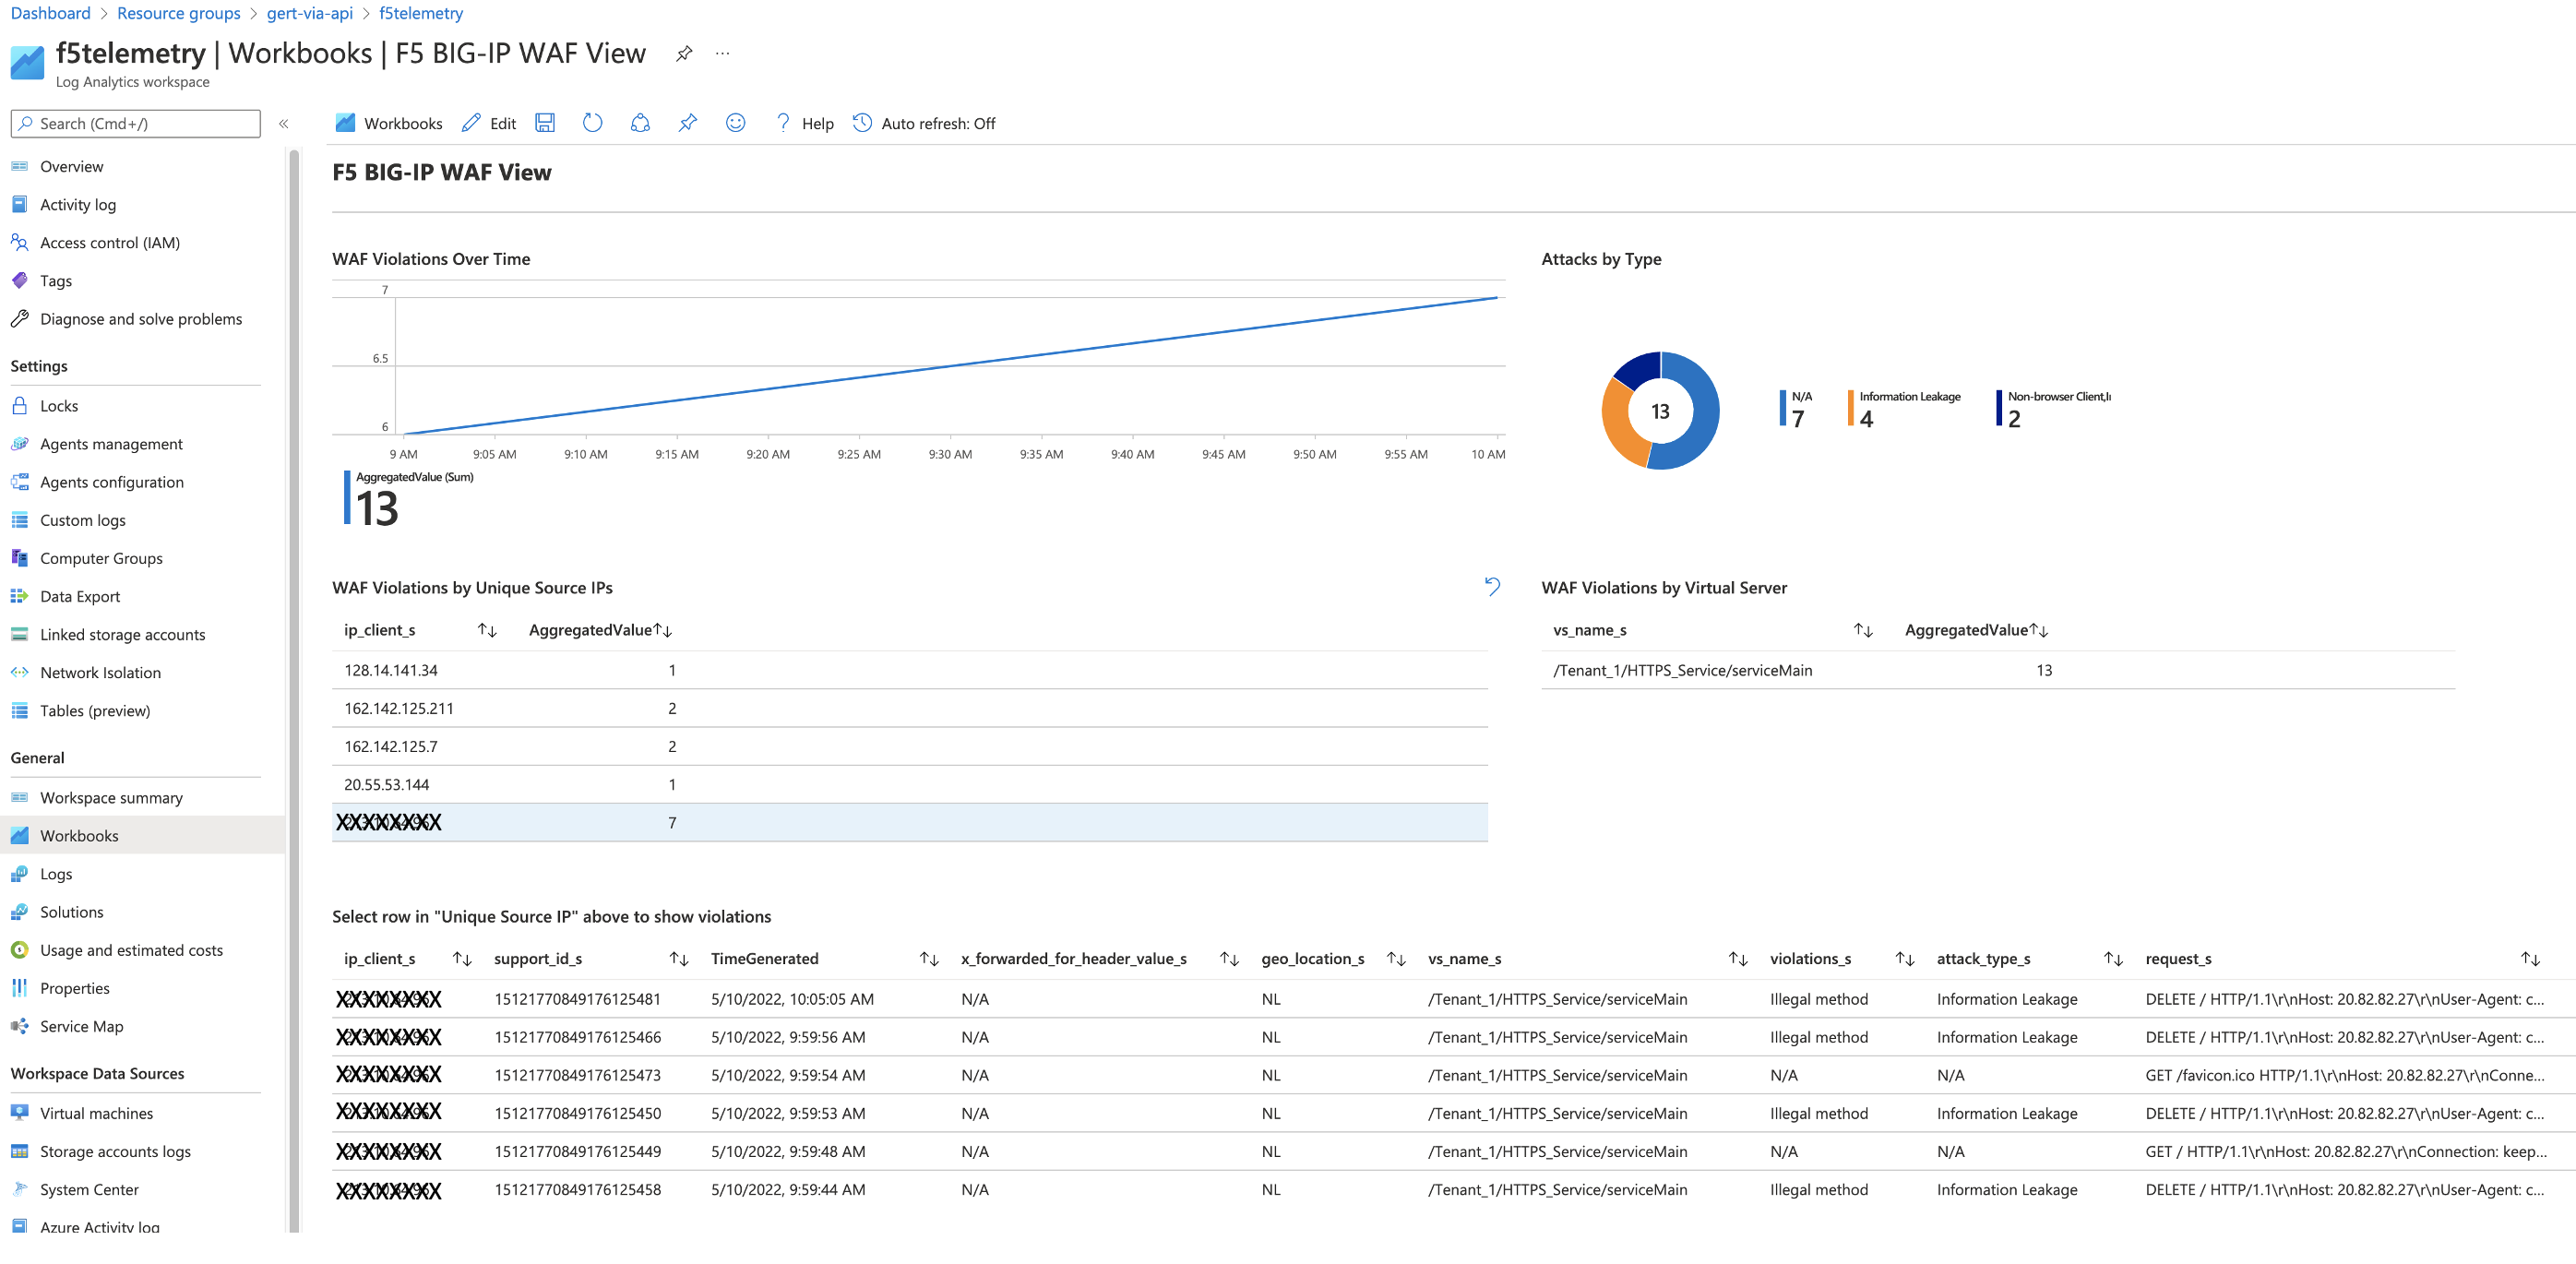 Dashboard > Resource groups > gert-via-api > f5telemetry
f5telemetry | Workbooks | F5 BIG-IP WAF View ...
Log Analytics workspace
Search (Cmd+/) «
Overview
Activity log
Access control (IAM)
Tags
Diagnose and solve problems
Settings
Locks
Agents management
Agents configuration
Custom logs
Computer Groups
Data Export
Linked storage accounts
Network Isolation
Tables (preview)
General
Workspace summary
Workbooks
Logs
Solutions
Usage and estimated costs
Properties
Service Map
Workspace Data Sources
Virtual machines
Storage accounts logs
System Center
Azure Activity log
Workbooks Edit ? Help Auto refresh: Off
F5 BIG-IP WAF View
WAF Violations Over Time
7
6.5
6
9 AM 9:05 AM 9:10 AM 9:15 AM 9:20 AM 9:25 AM 9:30 AM 9:35 AM 9:40 AM 9:45 AM 9:50 AM 9:55 AM 10 AM
AggregatedValue (Sum)
13
Attacks by Type
13
N/A
7
Information Leakage
4
Non-browser Client,I
2
WAF Violations by Unique Source IPs
ip_client_s ↑↓ AggregatedValue↑↓
128.14.141.34 1
162.142.125.211 2
162.142.125.7 2
20.55.53.144 1
XXXXXXXX 7
WAF Violations by Virtual Server
vs_name_s ↑↓ AggregatedValue↑↓
/Tenant_1/HTTPS_Service/serviceMain 13
Select row in "Unique Source IP" above to show violations
ip_client_s ↑↓ support_id_s ↑↓ TimeGenerated ↑↓ x_forwarded_for_header_value_s ↑↓ geo_location_s ↑↓ vs_name_s ↑↓ violations_s ↑↓ attack_type_s ↑↓ request_s ↑↓
XXXXXXXX 15121770849176125481 5/10/2022, 10:05:05 AM N/A NL /Tenant_1/HTTPS_Service/serviceMain Illegal method Information Leakage DELETE / HTTP/1.1\r\nHost: 20.82.82.27\r\nUser-Agent: c...
XXXXXXXX 15121770849176125466 5/10/2022, 9:59:56 AM N/A NL /Tenant_1/HTTPS_Service/serviceMain Illegal method Information Leakage DELETE / HTTP/1.1\r\nHost: 20.82.82.27\r\nUser-Agent: c...
XXXXXXXX 15121770849176125473 5/10/2022, 9:59:54 AM N/A NL /Tenant_1/HTTPS_Service/serviceMain N/A N/A GET /favicon.ico HTTP/1.1\r\nHost: 20.82.82.27\r\nConne...
XXXXXXXX 15121770849176125450 5/10/2022, 9:59:53 AM N/A NL /Tenant_1/HTTPS_Service/serviceMain Illegal method Information Leakage DELETE / HTTP/1.1\r\nHost: 20.82.82.27\r\nUser-Agent: c...
XXXXXXXX 15121770849176125449 5/10/2022, 9:59:48 AM N/A NL /Tenant_1/HTTPS_Service/serviceMain N/A N/A GET / HTTP/1.1\r\nHost: 20.82.82.27\r\nConnection: keep...
XXXXXXXX 15121770849176125458 5/10/2022, 9:59:44 AM N/A NL /Tenant_1/HTTPS_Service/serviceMain Illegal method Information Leakage DELETE / HTTP/1.1\r\nHost: 20.82.82.27\r\nUser-Agent: c...